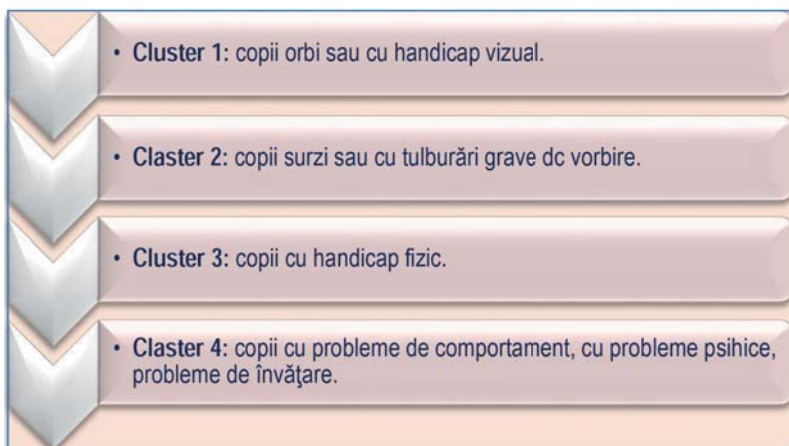 • Cluster 1: copii orbi sau cu handicap vizual.
• Claster 2: copii surzi sau cu tulburări grave dc vorbire.
• Cluster 3: copii cu handicap fizic.
• Claster 4: copii cu probleme de comportament, cu probleme psihice,
probleme de învăţare.